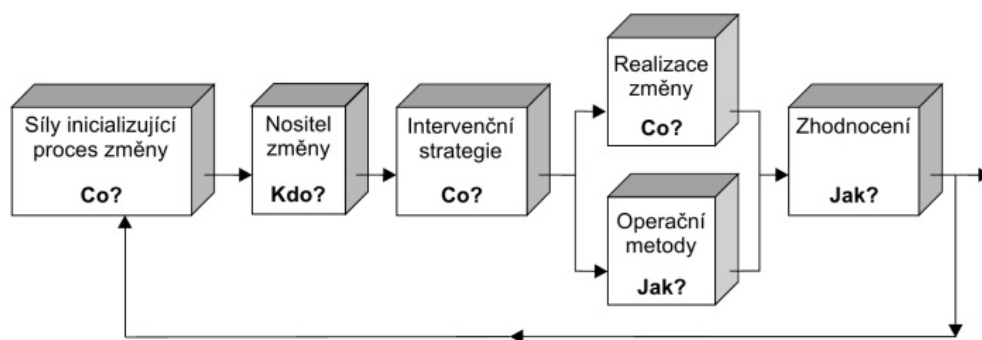 Síly inicializující
proces změny
Co?
Nositel
změny
Kdo?
Intervenční
strategie
Co?
Realizace
změny
Co?
Operační
metody
Jak?
Zhodnocení
Jak?